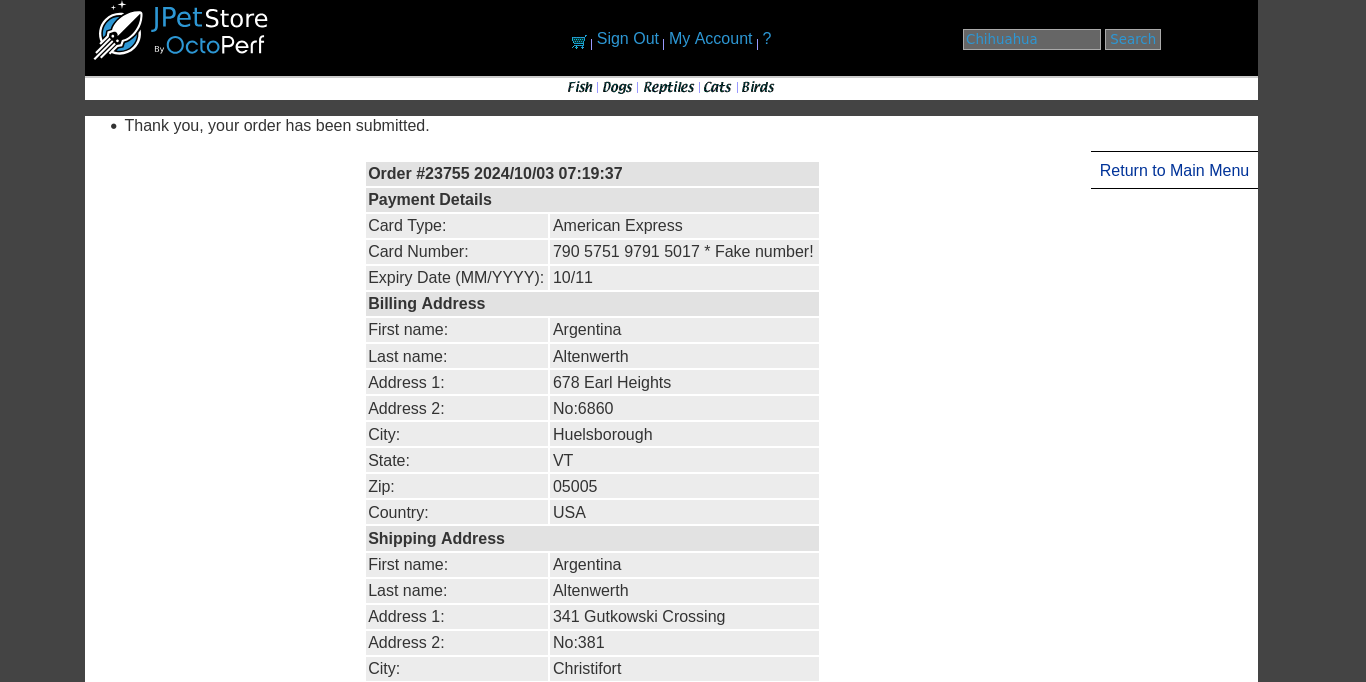 JPetStore
By OctoPerf
Sign Out | My Account | ?
Chihuahua Search
Fish | Dogs | Reptiles | Cats | Birds
• Thank you, your order has been submitted.
Return to Main Menu
Order #23755 2024/10/03 07:19:37
Payment Details
Card Type: American Express
Card Number: 790 5751 9791 5017 * Fake number!
Expiry Date (MM/YYYY): 10/11
Billing Address
First name: Argentina
Last name: Altenwerth
Address 1: 678 Earl Heights
Address 2: No:6860
City: Huelsborough
State: VT
Zip: 05005
Country: USA
Shipping Address
First name: Argentina
Last name: Altenwerth
Address 1: 341 Gutkowski Crossing
Address 2: No:381
City: Christifort